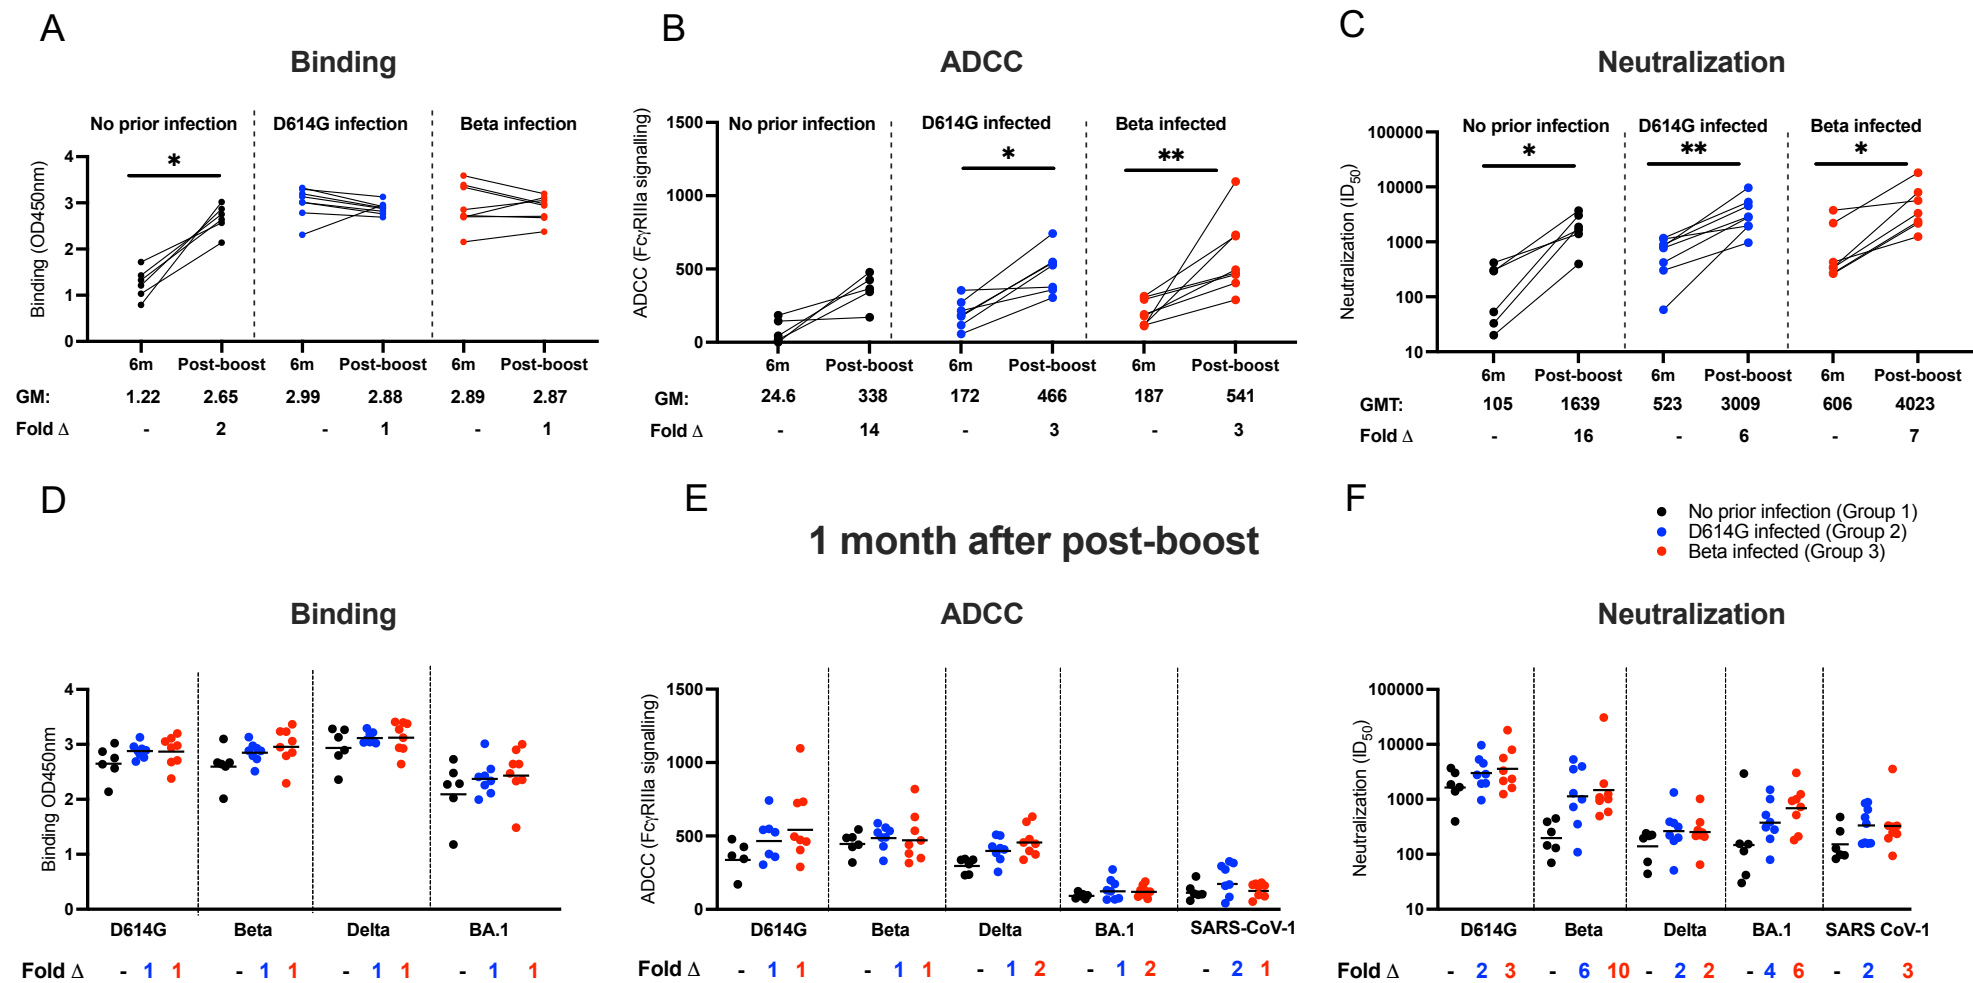 A
Binding
No prior infection
D614G infection
Beta infection
*
Binding (OD450nm)
4
3
2
1
0
6m Post-boost 6m Post-boost 6m Post-boost
GM: 1.22 2.65 2.99 2.88 2.89 2.87
Fold Δ - 2 - 1 - 1
B
ADCC
No prior infection
D614G infected
Beta infected
*
**
ADCC (FcγRIIIa signalling)
1500
1000
500
0
6m Post-boost 6m Post-boost 6m Post-boost
GM: 24.6 338 172 466 187 541
Fold Δ - 14 - 3 - 3
C
Neutralization
No prior infection
D614G infected
Beta infected
*
**
*
Neutralization (ID50)
100000
10000
1000
100
10
6m Post-boost 6m Post-boost 6m Post-boost
GMT: 105 1639 523 3009 606 4023
Fold Δ - 16 - 6 - 7
1 month after post-boost
No prior infection (Group 1)
D614G infected (Group 2)
Beta infected (Group 3)
D
Binding
Binding OD450nm
4
3
2
1
0
D614G Beta Delta BA.1
Fold Δ - 1 1 - 1 1 - 1 1 - 1 1
E
ADCC
ADCC (FcγRIIIa signalling)
1500
1000
500
0
D614G Beta Delta BA.1 SARS-CoV-1
Fold Δ - 1 1 - 1 1 - 1 2 - 1 2 - 2 1
F
Neutralization
Neutralization (ID50)
100000
10000
1000
100
10
D614G Beta Delta BA.1 SARS CoV-1
Fold Δ - 2 3 - 6 10 - 2 2 - 4 6 - 2 3